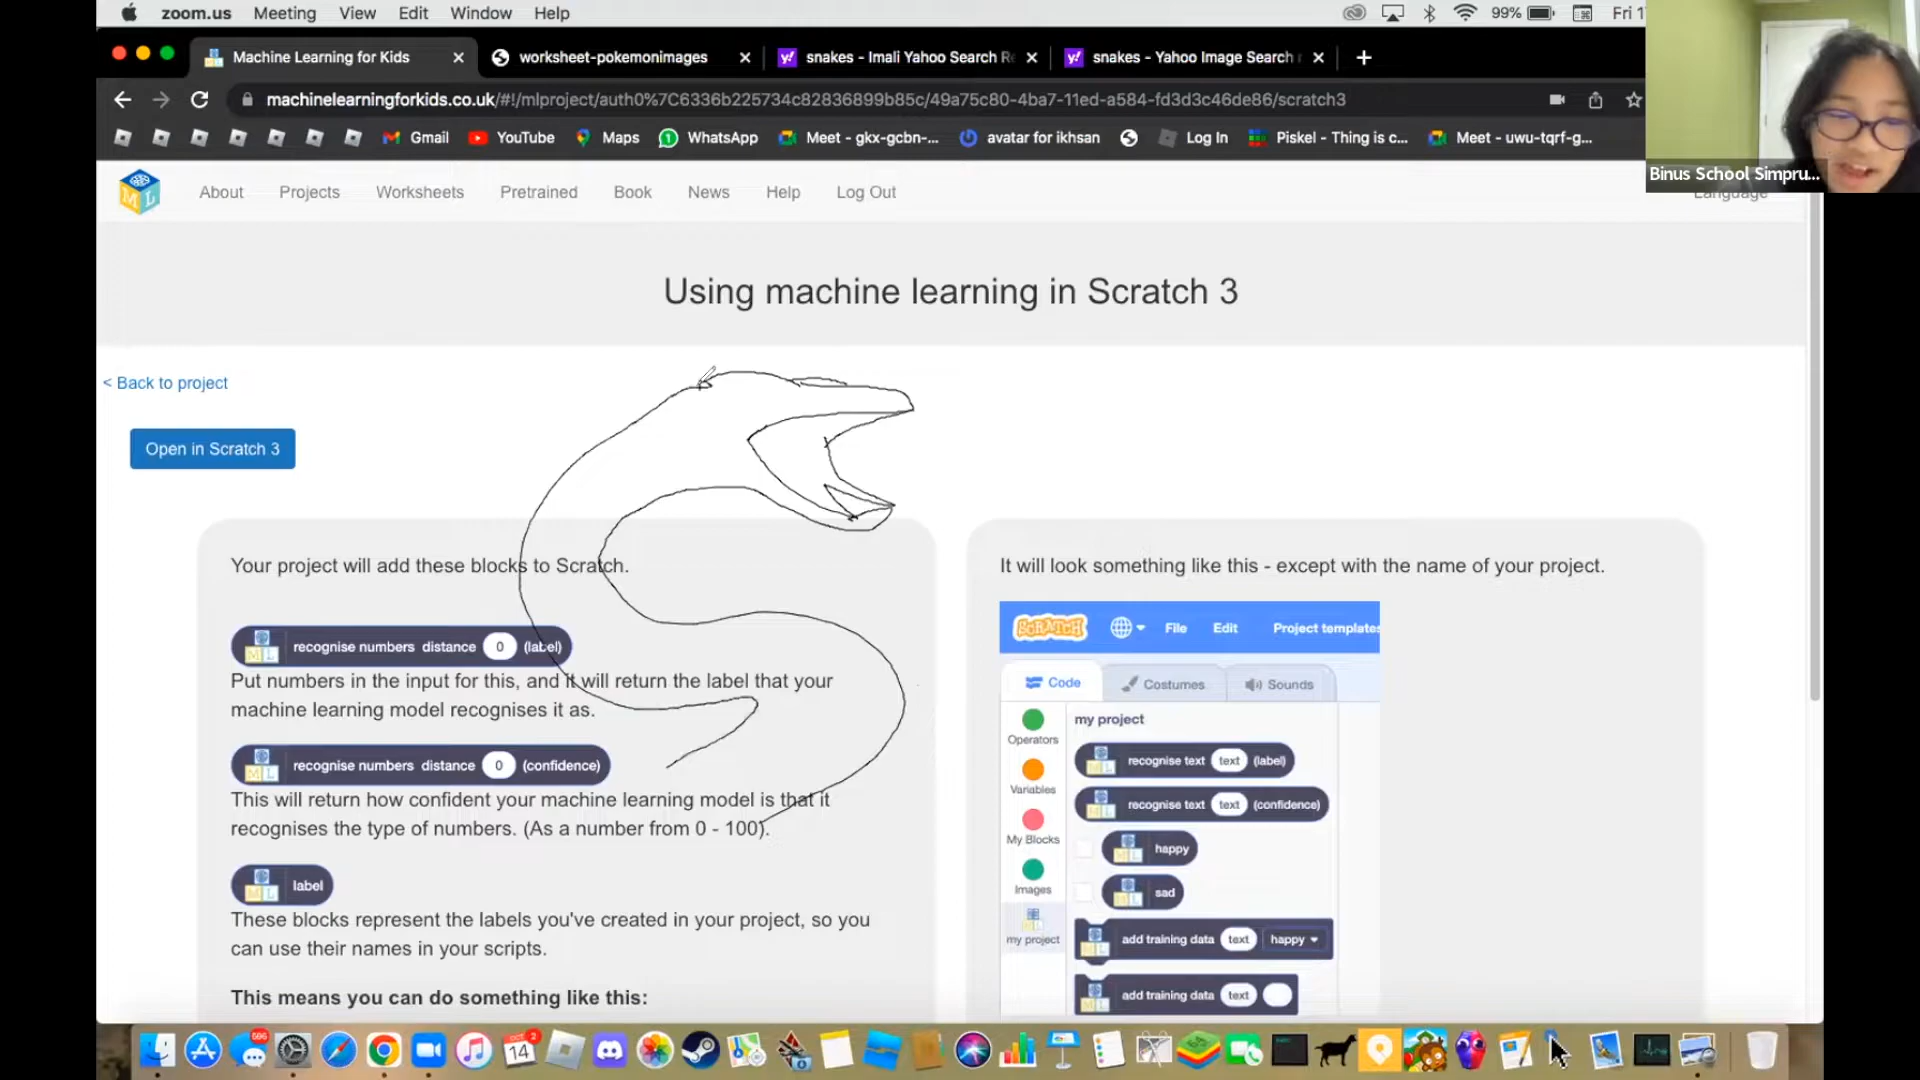 zoom.us Meeting View Edit Window Help 99% Fri 1
Machine Learning for Kids worksheet-pokemonimages snakes - Imali Yahoo Search Re snakes - Yahoo Image Search r
machinelearningforkids.co.uk/#!/mlproject/auth0%7C6336b225734c82836899b85c/49a75c80-4ba7-11ed-a584-fd3d3c46de86/scratch3
Gmail YouTube Maps WhatsApp Meet - gkx-gcbn-... avatar for ikhsan Log In Piskel - Thing is c... Meet - uwu-tqrf-g...
Binus School Simpru...
About Projects Worksheets Pretrained Book News Help Log Out Language
Using machine learning in Scratch 3
< Back to project
Open in Scratch 3
Your project will add these blocks to Scratch.
recognise numbers distance 0 (label)
Put numbers in the input for this, and it will return the label that your
machine learning model recognises it as.
recognise numbers distance 0 (confidence)
This will return how confident your machine learning model is that it
recognises the type of numbers. (As a number from 0 - 100).
label
These blocks represent the labels you've created in your project, so you
can use their names in your scripts.
This means you can do something like this:
It will look something like this - except with the name of your project.
SCRATCH File Edit Project templates
Code Costumes Sounds
Operators
Variables
My Blocks
Images
my project
my project
recognise text text (label)
recognise text text (confidence)
happy
sad
add training data text happy
add training data text
586
OCT 2
14
64